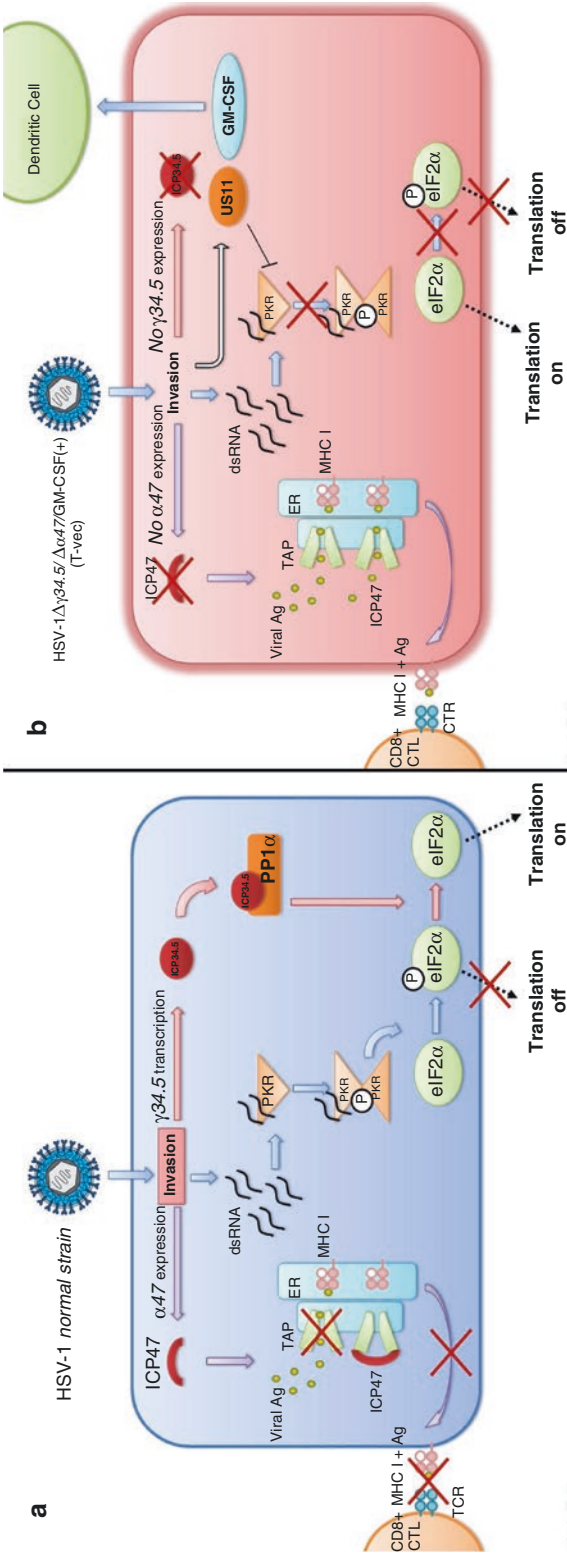 a
HSV-1 normal strain
Invasion
α47 expression
γ34.5 transcription
ICP47
ICP34.5
ICP34.5
PP1α
dsRNA
PKR
PKR
P
PKR
Viral Ag
TAP
ER
MHC I
ICP47
CD8+
CTL
MHC I + Ag
TCR
eIF2α
P
eIF2α
eIF2α
Translation
off
Translation
on
b
HSV-1Δγ34.5/Δα47/GM-CSF(+)
(T-vec)
Dendritic Cell
Invasion
No α47 expression
No γ34.5 expression
ICP47
ICP34.5
US11
GM-CSF
dsRNA
PKR
PKR
P
PKR
Viral Ag
TAP
ER
MHC I
ICP47
CD8+
CTL
MHC I + Ag
CTR
eIF2α
P
eIF2α
Translation
on
Translation
off